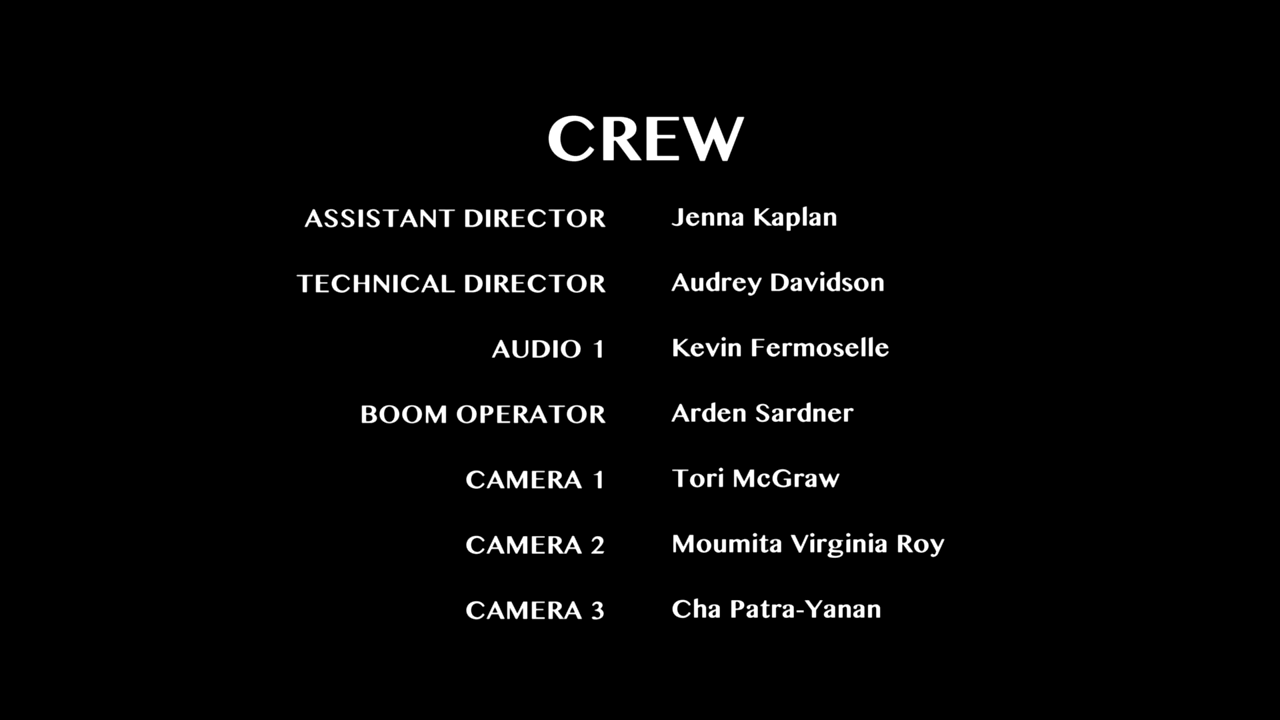 CREW
ASSISTANT DIRECTOR Jenna Kaplan
TECHNICAL DIRECTOR Audrey Davidson
AUDIO 1 Kevin Fermoselle
BOOM OPERATOR Arden Sardner
CAMERA 1 Tori McGraw
CAMERA 2 Moumita Virginia Roy
CAMERA 3 Cha Patra-Yanan